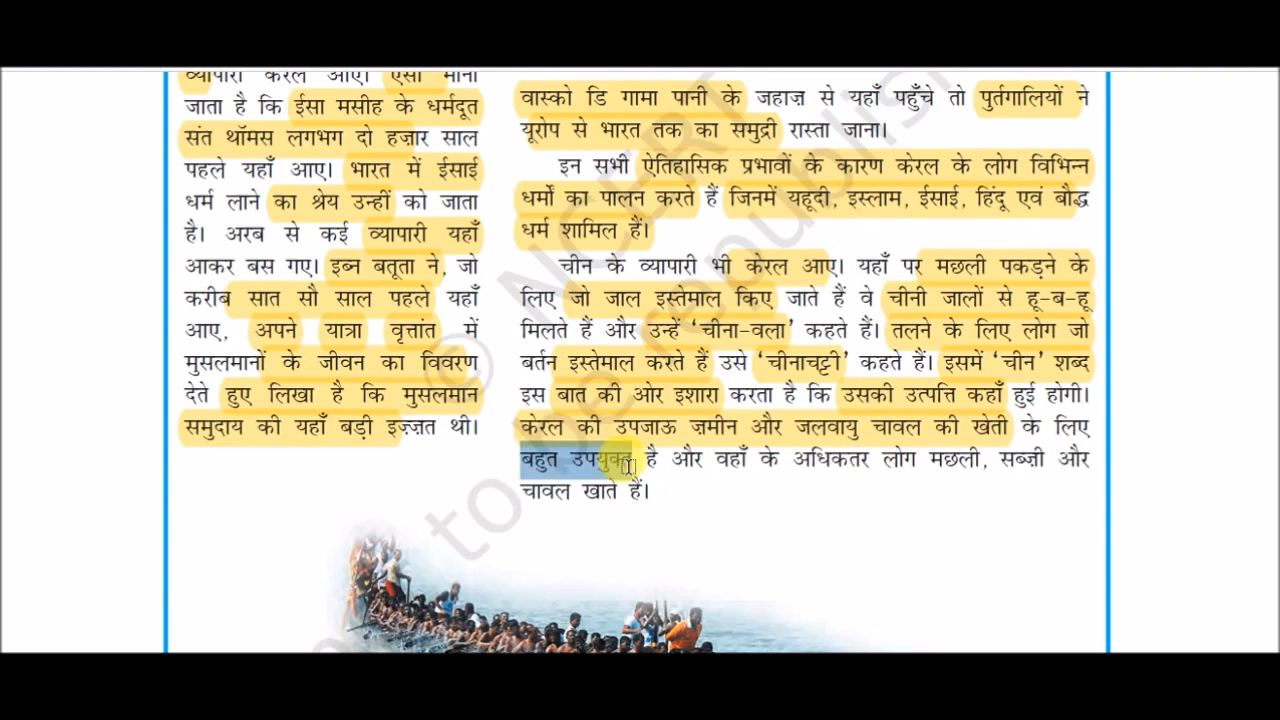 व्यापारी केरल आए। ऐसा माना
जाता है कि ईसा मसीह के धर्मदूत
संत थॉमस लगभग दो हज़ार साल
पहले यहाँ आए। भारत में ईसाई
धर्म लाने का श्रेय उन्हीं को जाता
है। अरब से कई व्यापारी यहाँ
आकर बस गए। इब्न बतूता ने, जो
करीब सात सौ साल पहले यहाँ
आए, अपने यात्रा वृत्तांत में
मुसलमानों के जीवन का विवरण
देते हुए लिखा है कि मुसलमान
समुदाय की यहाँ बड़ी इज़्ज़त थी।
वास्को डि गामा पानी के जहाज़ से यहाँ पहुँचे तो पुर्तगालियों ने
यूरोप से भारत तक का समुद्री रास्ता जाना।
इन सभी ऐतिहासिक प्रभावों के कारण केरल के लोग विभिन्न
धर्मों का पालन करते हैं जिनमें यहूदी, इस्लाम, ईसाई, हिंदू एवं बौद्ध
धर्म शामिल हैं।
चीन के व्यापारी भी केरल आए। यहाँ पर मछली पकड़ने के
लिए जो जाल इस्तेमाल किए जाते हैं वे चीनी जालों से हू-ब-हू
मिलते हैं और उन्हें ‘चीना-वला’ कहते हैं। तलने के लिए लोग जो
बर्तन इस्तेमाल करते हैं उसे ‘चीनाचट्टी’ कहते हैं। इसमें ‘चीन’ शब्द
इस बात की ओर इशारा करता है कि उसकी उत्पत्ति कहाँ हुई होगी।
केरल की उपजाऊ ज़मीन और जलवायु चावल की खेती के लिए
बहुत उपयुक्त है और वहाँ के अधिकतर लोग मछली, सब्ज़ी और
चावल खाते हैं।
© NCERT
to be republish